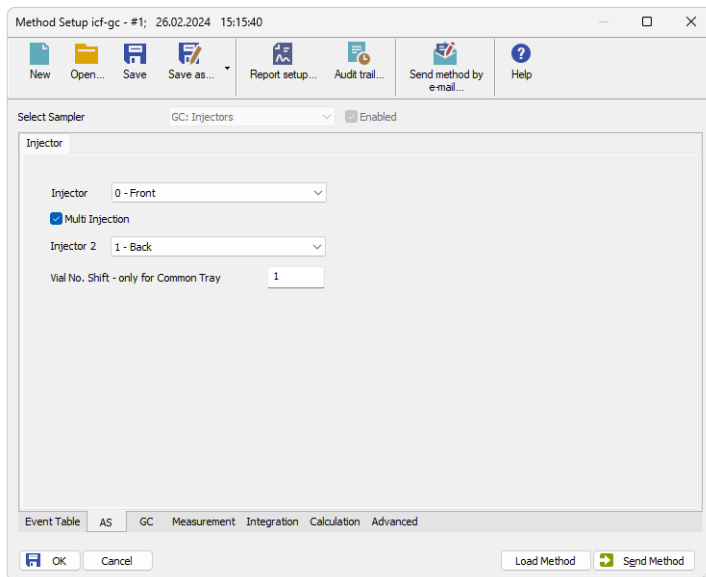 Method Setup icf-gc - #1;   26.02.2024   15:15:40
New Open... Save Save as... Report setup... Audit trail... Send method by e-mail... Help
Select Sampler GC: Injectors Enabled
Injector
Injector 0 - Front
Multi Injection
Injector 2 1 - Back
Vial No. Shift - only for Common Tray 1
Event Table AS GC Measurement Integration Calculation Advanced
OK Cancel Load Method Send Method